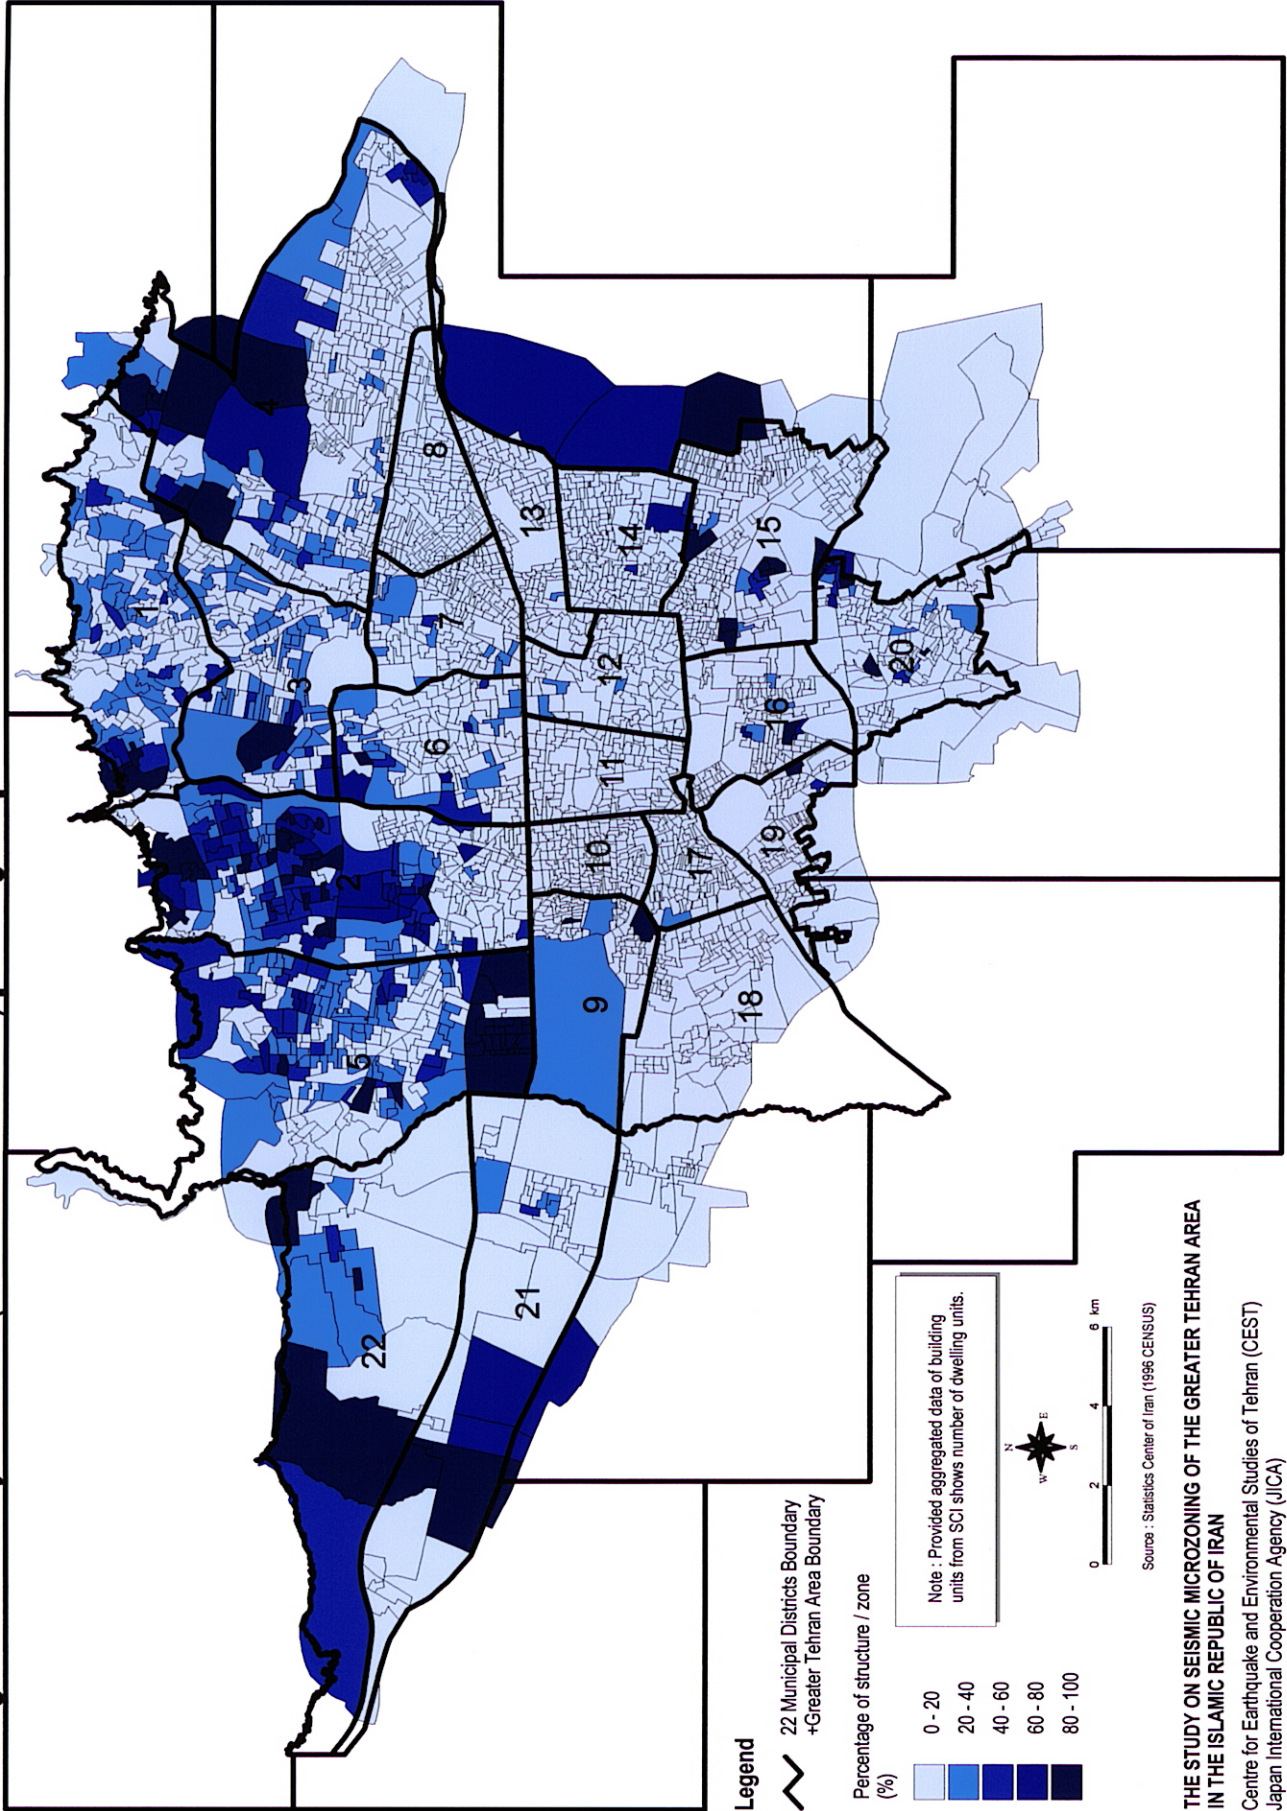 1
2
3
4
5
6
7
8
9
10
11
12
13
14
15
16
17
18
19
20
21
22
Legend
22 Municipal Districts Boundary
+Greater Tehran Area Boundary
Percentage of structure / zone
(%)
0 - 20
20 - 40
40 - 60
60 - 80
80 - 100
Note : Provided aggregated data of building
units from SCI shows number of dwelling units.
N
W
E
S
0 2 4 6 km
Source : Statistics Center of Iran (1996 CENSUS)
THE STUDY ON SEISMIC MICROZONING OF THE GREATER TEHRAN AREA
IN THE ISLAMIC REPUBLIC OF IRAN
Centre for Earthquake and Environmental Studies of Tehran (CEST)
Japan International Cooperation Agency (JICA)